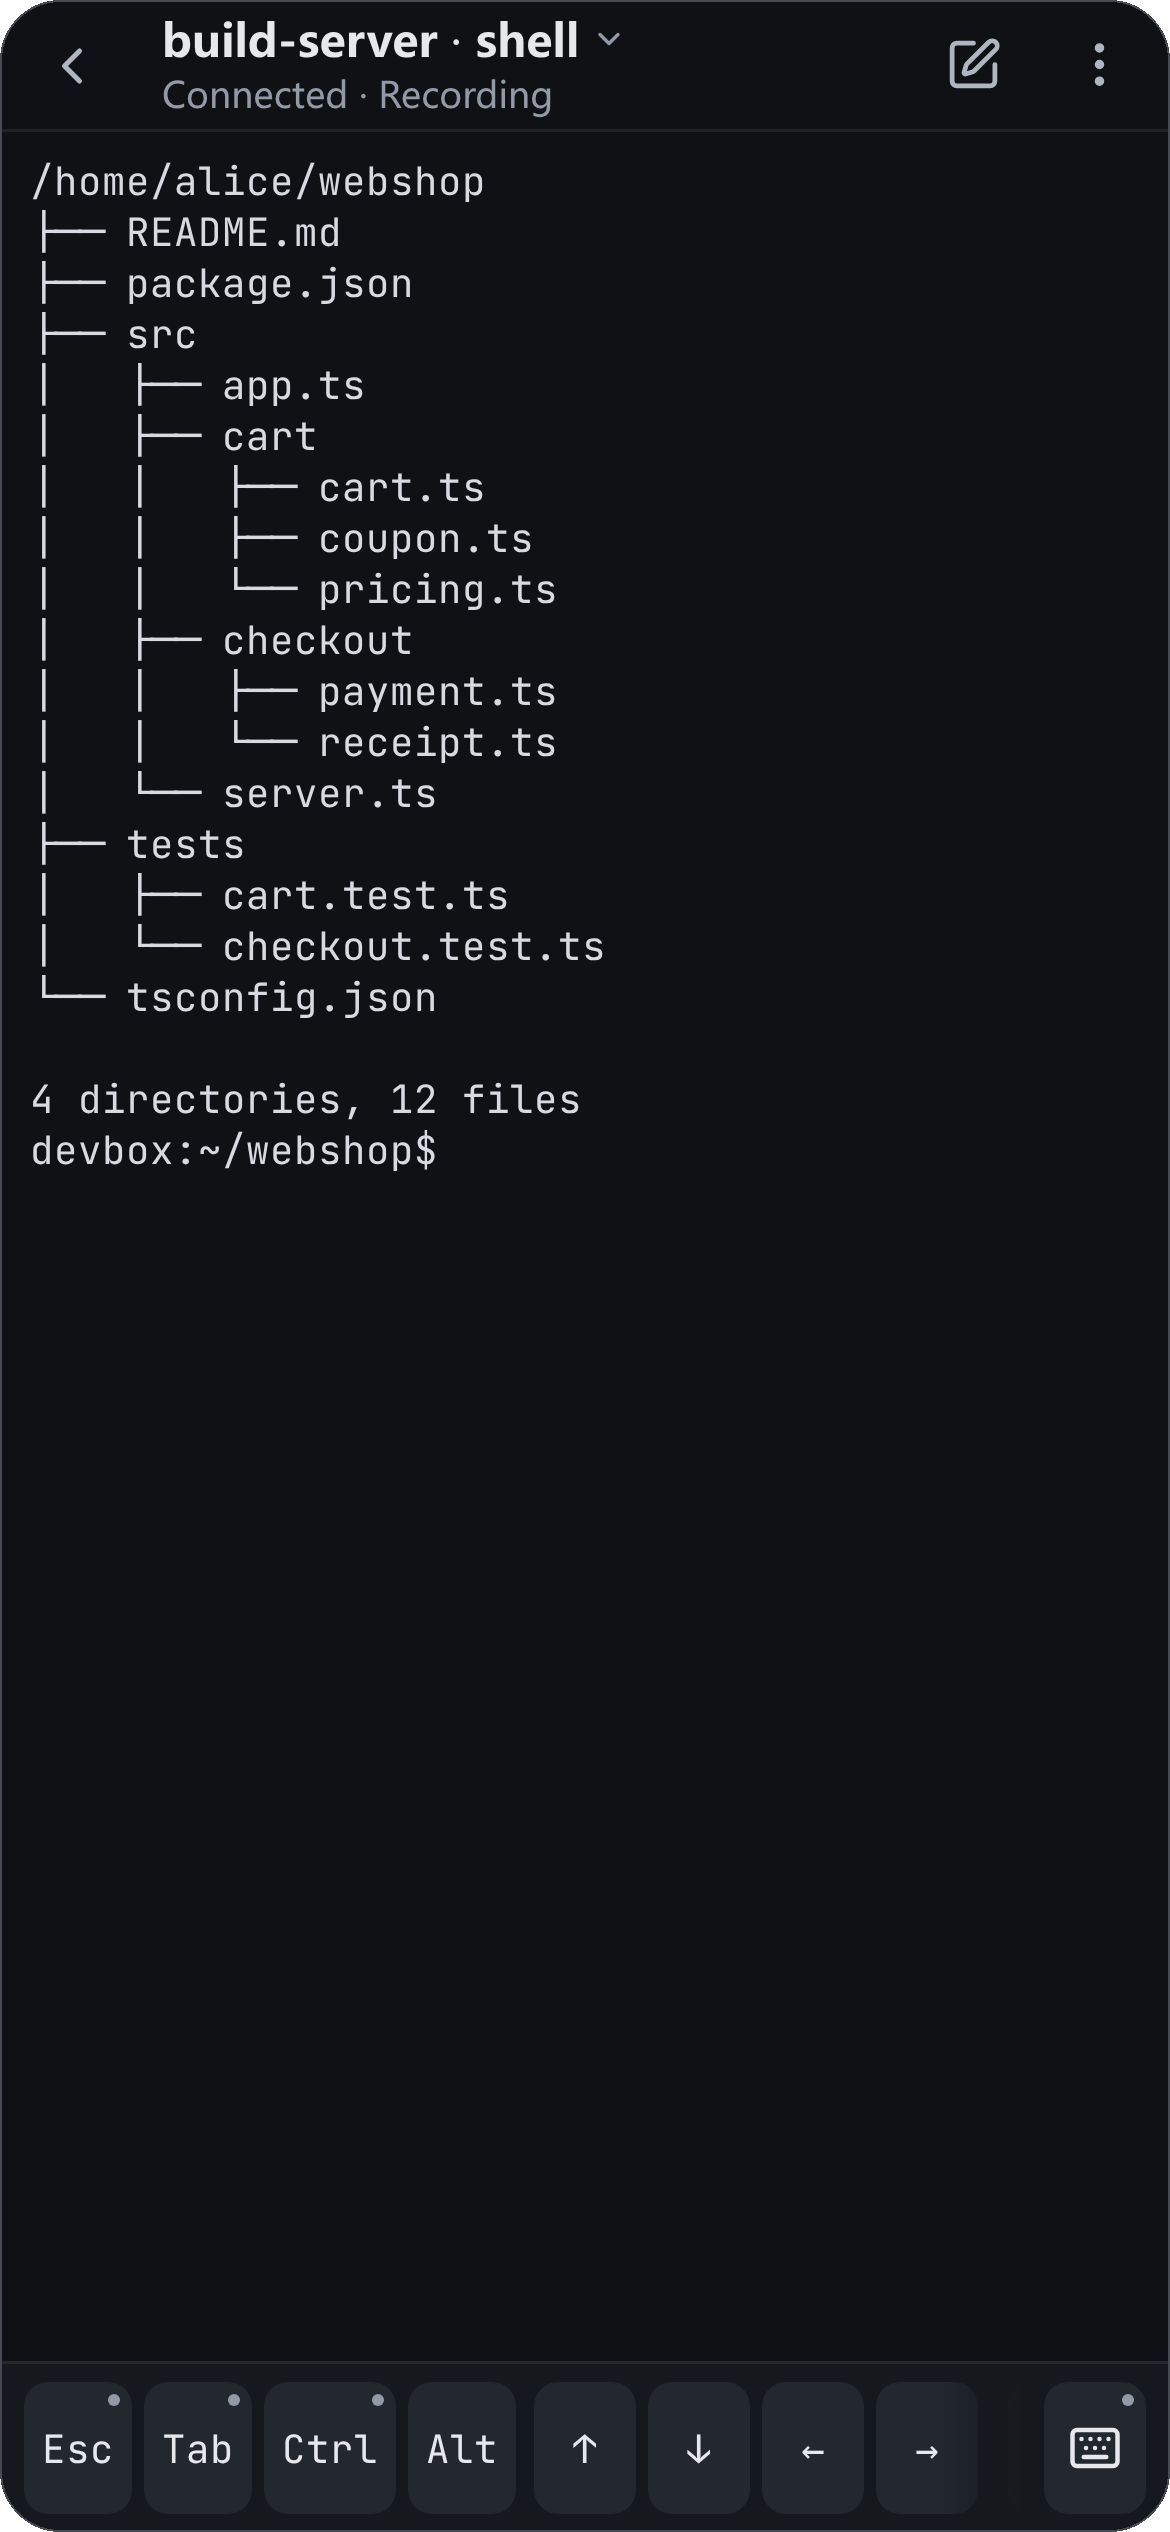 build-server · shell
Connected · Recording
/home/alice/webshop
├── README.md
├── package.json
├── src
│   ├── app.ts
│   ├── cart
│   │   ├── cart.ts
│   │   ├── coupon.ts
│   │   └── pricing.ts
│   ├── checkout
│   │   ├── payment.ts
│   │   └── receipt.ts
│   └── server.ts
├── tests
│   ├── cart.test.ts
│   └── checkout.test.ts
└── tsconfig.json

4 directories, 12 files
devbox:~/webshop$
Esc Tab Ctrl Alt ↑ ↓ ← →